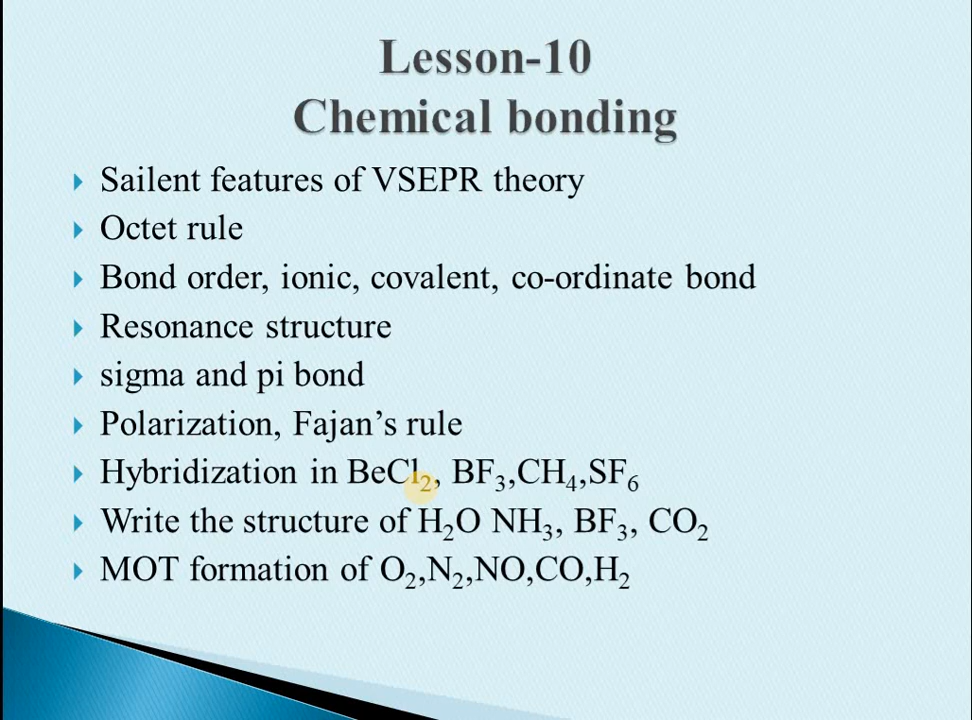 Lesson-10
Chemical bonding
Sailent features of VSEPR theory
Octet rule
Bond order, ionic, covalent, co-ordinate bond
Resonance structure
sigma and pi bond
Polarization, Fajan’s rule
Hybridization in BeCl₂, BF₃,CH₄,SF₆
Write the structure of H₂O NH₃, BF₃, CO₂
MOT formation of O₂,N₂,NO,CO,H₂